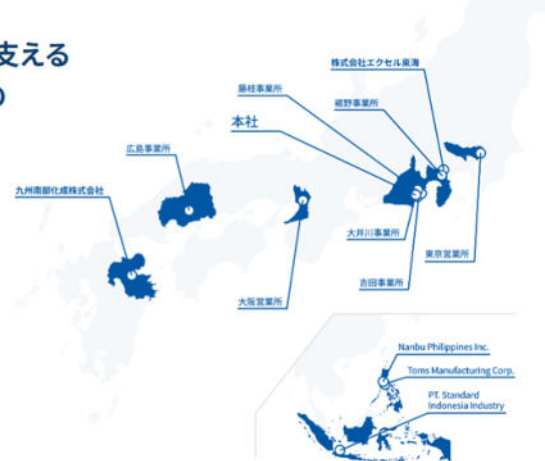 支える
の
株式会社エクセル東海
藤枝事業所
裾野事業所
本社
広島事業所
九州南部化成株式会社
大井川事業所
東京営業所
吉田事業所
大阪営業所
Nanbu Philippines Inc.
Toms Manufacturing Corp.
PT. Standard
Indonesia Industry